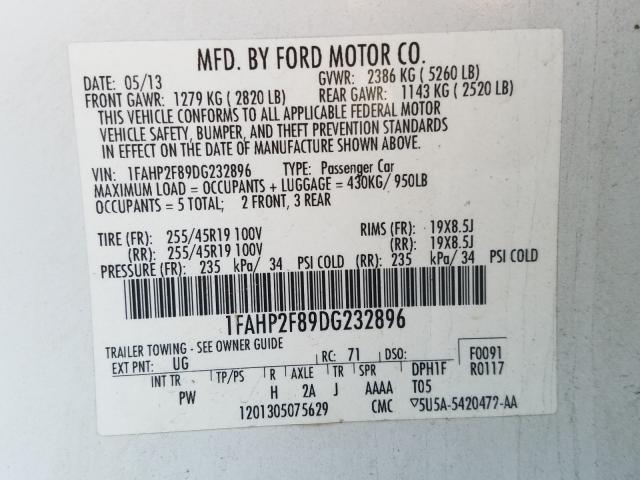 MFD. BY FORD MOTOR CO.
DATE: 05/13 GVWR: 2386 KG ( 5260 LB)
FRONT GAWR: 1279 KG ( 2820 LB) REAR GAWR: 1143 KG ( 2520 LB)
THIS VEHICLE CONFORMS TO ALL APPLICABLE FEDERAL MOTOR
VEHICLE SAFETY, BUMPER, AND THEFT PREVENTION STANDARDS
IN EFFECT ON THE DATE OF MANUFACTURE SHOWN ABOVE.
VIN: 1FAHP2F89DG232896 TYPE: Passenger Car
MAXIMUM LOAD = OCCUPANTS + LUGGAGE = 430KG/ 950LB
OCCUPANTS = 5 TOTAL; 2 FRONT, 3 REAR
TIRE (FR): 255/45R19 100V RIMS (FR): 19X8.5J
(RR): 255/45R19 100V (RR): 19X8.5J
PRESSURE (FR): 235 kPa/ 34 PSI COLD (RR): 235 kPa/ 34 PSI COLD
1FAHP2F89DG232896
TRAILER TOWING - SEE OWNER GUIDE
EXT PNT: UG RC: 71 DSO: F0091
INT TR TP/PS R AXLE TR SPR DPH1F R0117
PW H 2A J AAAA T05
1201305075629 CMC ▽5U5A-5420472-AA